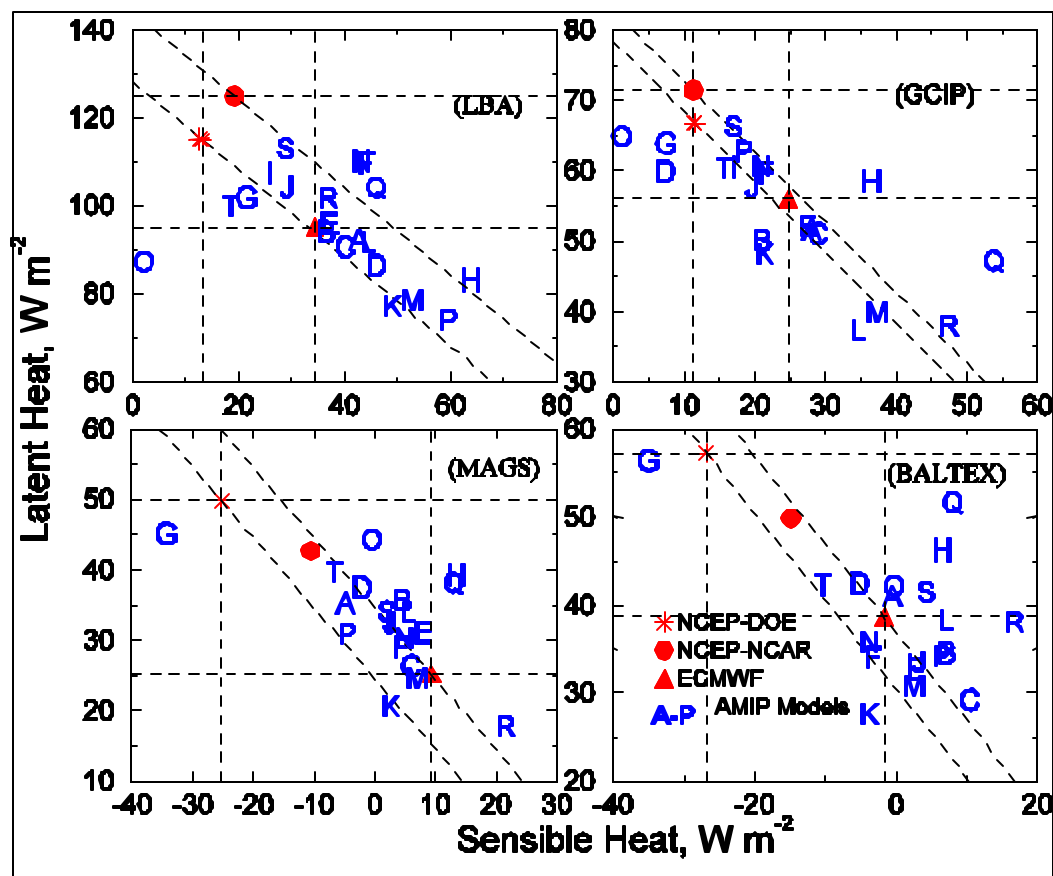 Latent Heat, W m⁻²
140
120
100
80
60
0 20 40 60 80
(LBA)
S
I
J
T
G
O
N
Q
R
E
A
K
M
P
H
80
70
60
50
40
30
0 10 20 30 40 50 60
(GCIP)
O
G
D
S
P
J
H
K
L
M
R
Q
60
50
40
30
20
10
-40 -30 -20 -10 0 10 20 30
(MAGS)
G
T
A
P
O
D
S
H
Q
L
E
M
K
R
60
50
40
30
20
-40 -20 0 20
(BALTEX)
G
Q
H
T
D
O
A
S
L
R
N
F
M
K
C
NCEP-DOE
NCEP-NCAR
ECMWF
A-P AMIP Models
Sensible Heat, W m⁻²